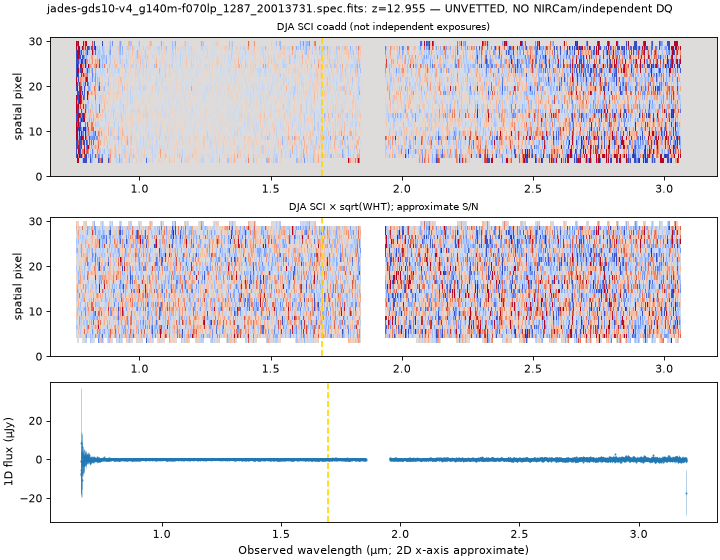 jades-gds10-v4_g140m-f070lp_1287_20013731.spec.fits: z=12.955 — UNVETTED, NO NIRCam/independent DQ
DJA SCI coadd (not independent exposures)
spatial pixel
30
20
10
0
1.0 1.5 2.0 2.5 3.0
DJA SCI × sqrt(WHT); approximate S/N
spatial pixel
30
20
10
0
1.0 1.5 2.0 2.5 3.0
1D flux (μJy)
20
0
−20
1.0 1.5 2.0 2.5 3.0
Observed wavelength (μm; 2D x-axis approximate)